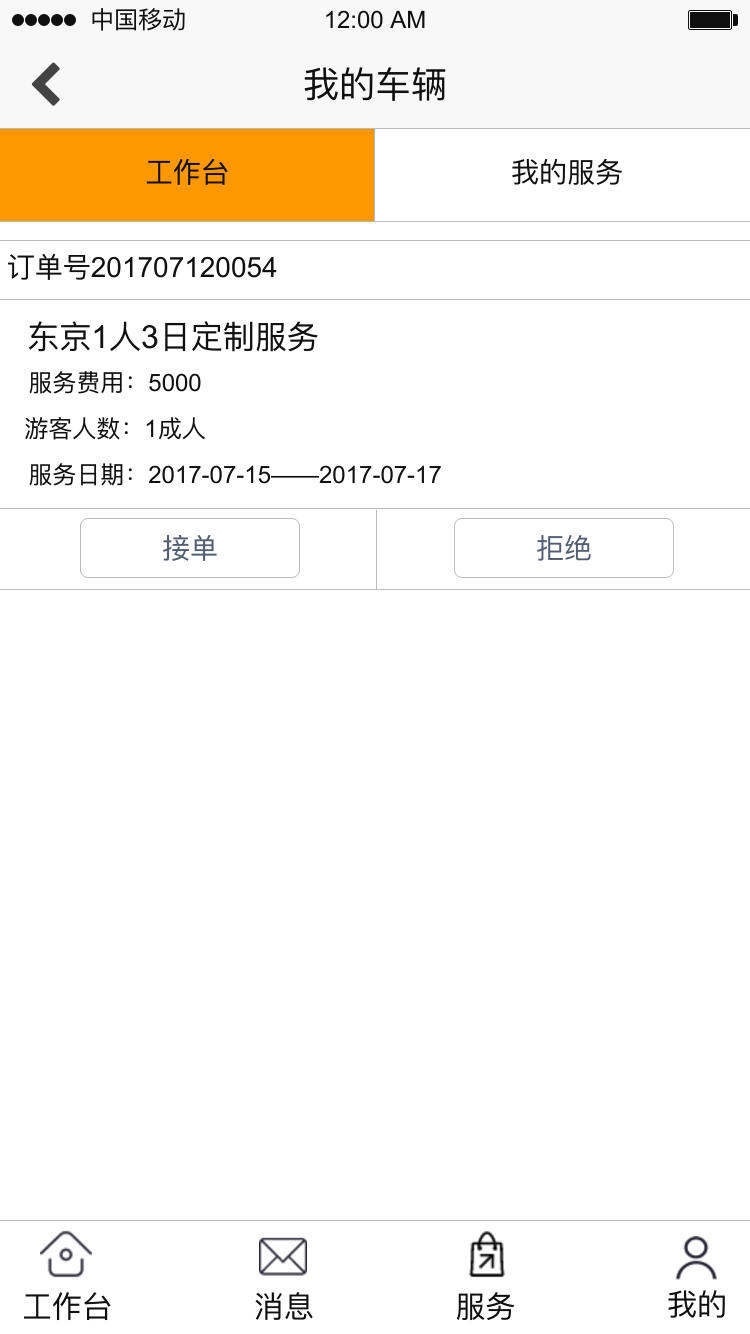 中国移动 12:00 AM
我的车辆
工作台 我的服务
订单号201707120054
东京1人3日定制服务
服务费用：5000
游客人数：1成人
服务日期：2017-07-15——2017-07-17
接单 拒绝
工作台 消息 服务 我的